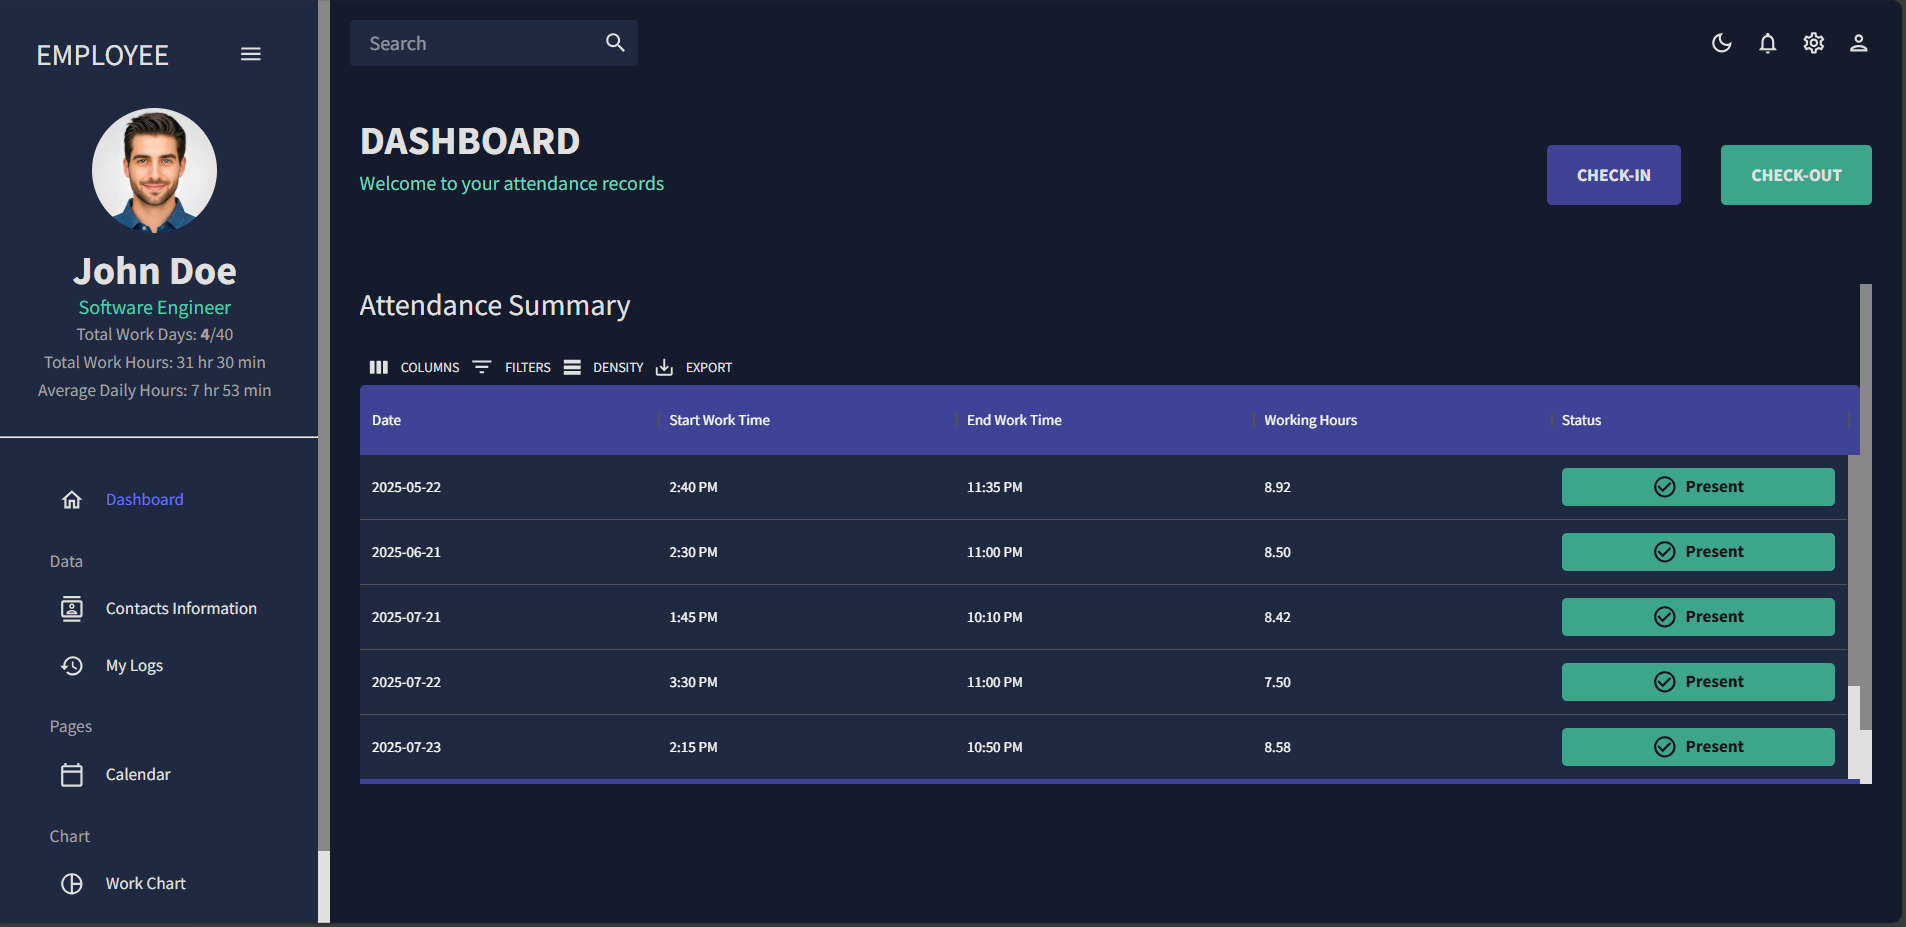 EMPLOYEE
John Doe
Software Engineer
Total Work Days: 4/40
Total Work Hours: 31 hr 30 min
Average Daily Hours: 7 hr 53 min
Dashboard
Data
Contacts Information
My Logs
Pages
Calendar
Chart
Work Chart
Search
DASHBOARD
Welcome to your attendance records
CHECK-IN CHECK-OUT
Attendance Summary
COLUMNS FILTERS DENSITY EXPORT
Date Start Work Time End Work Time Working Hours Status
2025-05-22 2:40 PM 11:35 PM 8.92 Present
2025-06-21 2:30 PM 11:00 PM 8.50 Present
2025-07-21 1:45 PM 10:10 PM 8.42 Present
2025-07-22 3:30 PM 11:00 PM 7.50 Present
2025-07-23 2:15 PM 10:50 PM 8.58 Present